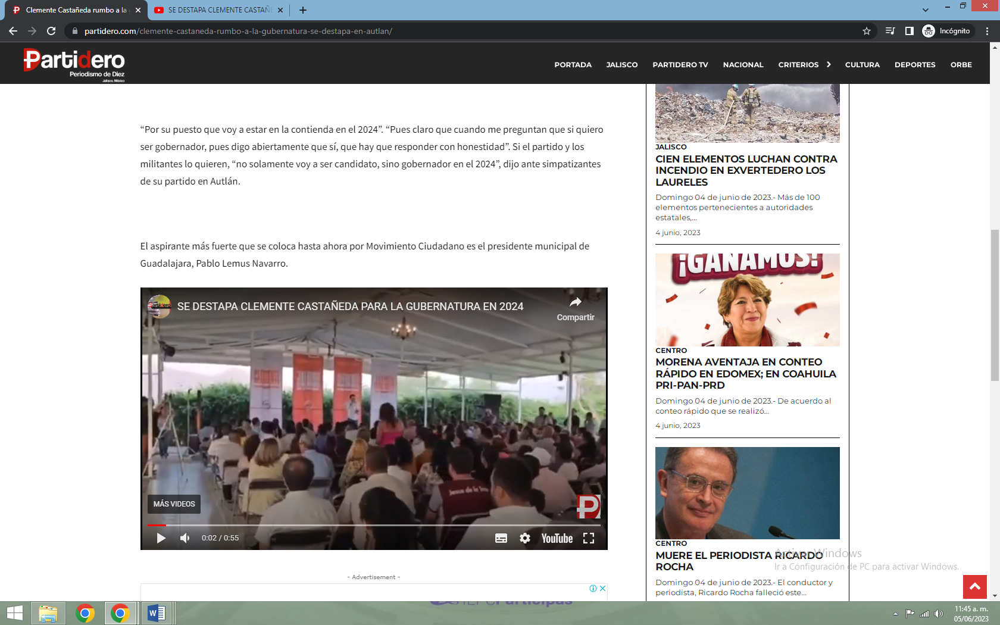 Clemente Castañeda rumbo a la g
SE DESTAPA CLEMENTE CASTAÑE
partidero.com/clemente-castaneda-rumbo-a-la-gubernatura-se-destapa-en-autlan/
Incógnito
Partidero
Periodismo de Diez
Jalisco, México
PORTADA JALISCO PARTIDERO TV NACIONAL CRITERIOS CULTURA DEPORTES ORBE
“Por su puesto que voy a estar en la contienda en el 2024”. “Pues claro que cuando me preguntan que si quiero
ser gobernador, pues digo abiertamente que sí, que hay que responder con honestidad”. Si el partido y los
militantes lo quieren, “no solamente voy a ser candidato, sino gobernador en el 2024”, dijo ante simpatizantes
de su partido en Autlán.
El aspirante más fuerte que se coloca hasta ahora por Movimiento Ciudadano es el presidente municipal de
Guadalajara, Pablo Lemus Navarro.
Partidero
SE DESTAPA CLEMENTE CASTAÑEDA PARA LA GUBERNATURA EN 2024
Compartir
MÁS VIDEOS
P
0:02 / 0:55
YouTube
- Advertisement -
Participas
JALISCO
CIEN ELEMENTOS LUCHAN CONTRA
INCENDIO EN EXVERTEDERO LOS
LAURELES
Domingo 04 de junio de 2023.- Más de 100
elementos pertenecientes a autoridades
estatales,...
4 junio, 2023
¡GANAMOS!
CENTRO
MORENA AVENTAJA EN CONTEO
RÁPIDO EN EDOMEX; EN COAHUILA
PRI-PAN-PRD
Domingo 04 de junio de 2023.- De acuerdo al
conteo rápido que se realizó...
4 junio, 2023
CENTRO
MUERE EL PERIODISTA RICARDO
ROCHA
Domingo 04 de junio de 2023.- El conductor y
periodista, Ricardo Rocha falleció este...
Activar Windows
Ir a Configuración de PC para activar Windows.
11:45 a. m.
05/06/2023